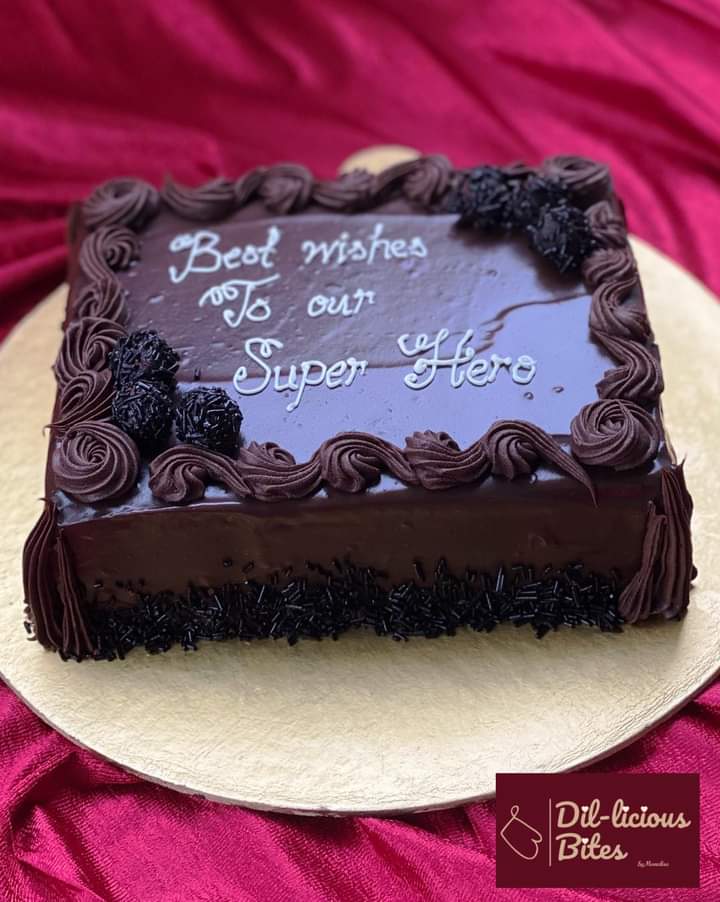 Best wishes
To our
Super Hero
Dil-licious
Bites